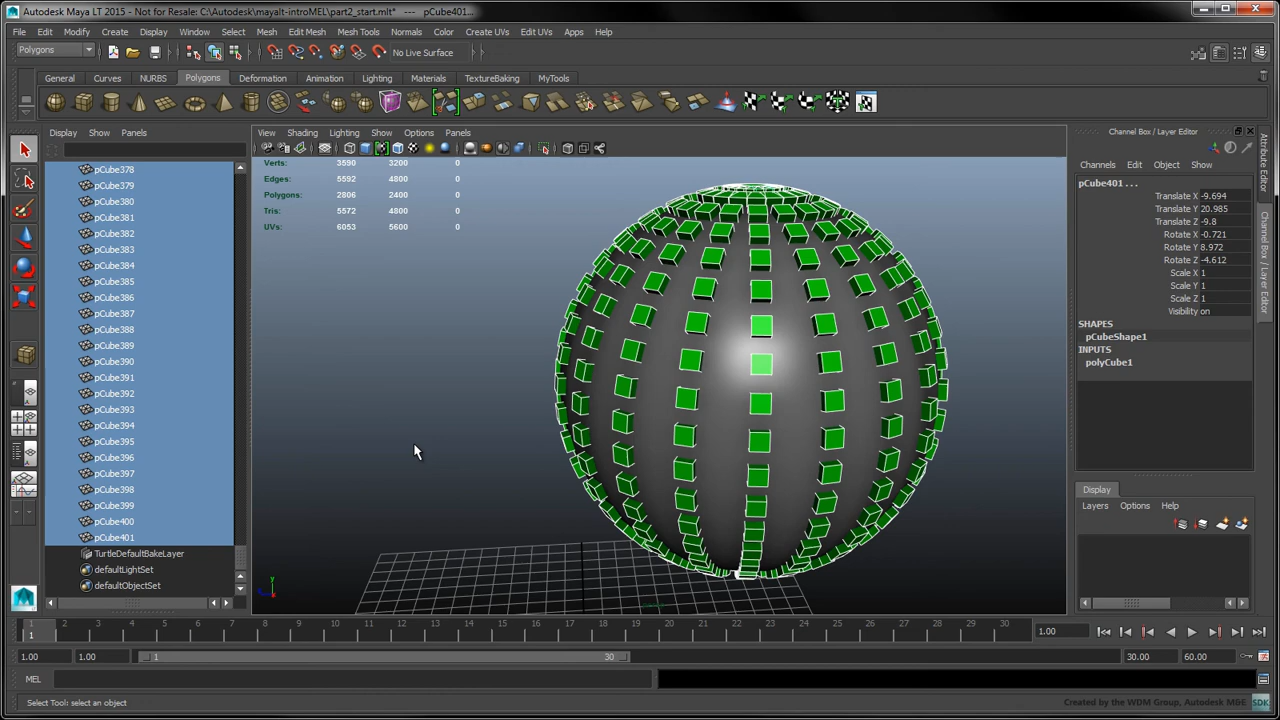 Autodesk Maya LT 2015 - Not for Resale: C:\Autodesk\mayalt-introMEL\part2_start.mlt* --- pCube401...
File Edit Modify Create Display Window Select Mesh Edit Mesh Mesh Tools Normals Color Create UVs Edit UVs Apps Help
Polygons No Live Surface
General Curves NURBS Polygons Deformation Animation Lighting Materials TextureBaking MyTools
Display Show Panels
View Shading Lighting Show Options Panels
Channel Box / Layer Editor
Channels Edit Object Show
pCube378
pCube379
pCube380
pCube381
pCube382
pCube383
pCube384
pCube385
pCube386
pCube387
pCube388
pCube389
pCube390
pCube391
pCube392
pCube393
pCube394
pCube395
pCube396
pCube397
pCube398
pCube399
pCube400
pCube401
TurtleDefaultBakeLayer
defaultLightSet
defaultObjectSet
Verts: 3590 3200 0
Edges: 5592 4800 0
Polygons: 2806 2400 0
Tris: 5572 4800 0
UVs: 6053 5600 0
y
pCube401 ...
Translate X -9.694
Translate Y 20.985
Translate Z -9.8
Rotate X -0.721
Rotate Y 8.972
Rotate Z -4.612
Scale X 1
Scale Y 1
Scale Z 1
Visibility on
SHAPES
pCubeShape1
INPUTS
polyCube1
Display
Layers Options Help
Attribute Editor
Channel Box / Layer Editor
1 2 3 4 5 6 7 8 9 10 11 12 13 14 15 16 17 18 19 20 21 22 23 24 25 26 27 28 29 30
1 1.00
1.00 1.00 1 30 30.00 60.00
MEL
Select Tool: select an object
Created by the WDM Group, Autodesk M&E SDK